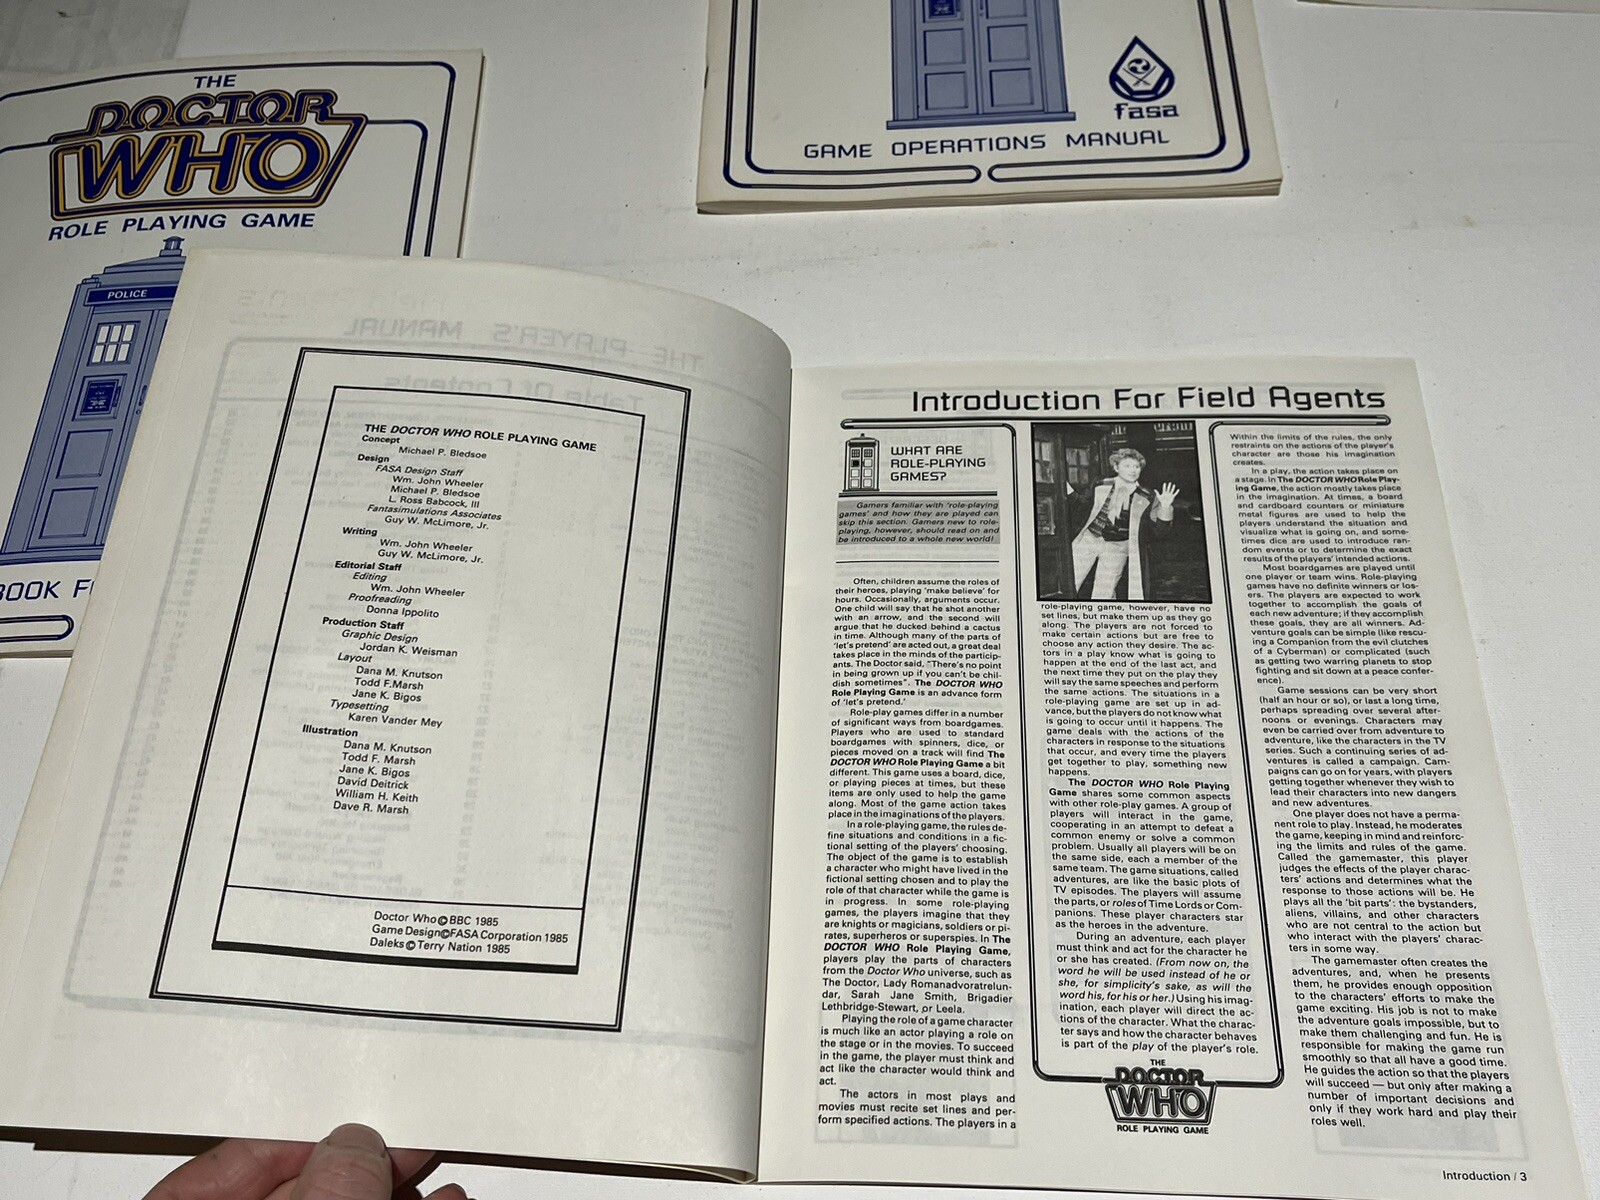 THE
DOCTOR
WHO
ROLE PLAYING GAME
POLICE
BOOK F
fasa
GAME OPERATIONS MANUAL
THE PLAYER'S MANUAL
Table Of Contents
THE DOCTOR WHO ROLE PLAYING GAME
Concept
Michael P. Bledsoe
Design
FASA Design Staff
Wm. John Wheeler
Michael P. Bledsoe
L. Ross Babcock, III
Fantasimulations Associates
Guy W. McLimore, Jr.
Writing
Wm. John Wheeler
Guy W. McLimore, Jr.
Editorial Staff
Editing
Wm. John Wheeler
Proofreading
Donna Ippolito
Production Staff
Graphic Design
Jordan K. Weisman
Layout
Dana M. Knutson
Todd F.Marsh
Jane K. Bigos
Typesetting
Karen Vander Mey
Illustration
Dana M. Knutson
Todd F. Marsh
Jane K. Bigos
David Deitrick
William H. Keith
Dave R. Marsh
Doctor Who © BBC 1985
Game Design © FASA Corporation 1985
Daleks © Terry Nation 1985
Introduction For Field Agents
WHAT ARE
ROLE-PLAYING
GAMES?
Gamers familiar with 'role-playing
games' and how they are played can
skip this section. Gamers new to role-
playing, however, should read on and
be introduced to a whole new world!
Often, children assume the roles of
their heroes, playing 'make believe' for
hours. Occasionally, arguments occur.
One child will say that he shot another
with an arrow, and the second will
argue that he ducked behind a cactus
in time. Although many of the parts of
'let's pretend' are acted out, a great deal
takes place in the minds of the particip-
ants. The Doctor said, "There's no point
in being grown up if you can't be chil-
dish sometimes". The DOCTOR WHO
Role Playing Game is an advance form
of 'let's pretend.'
Role-play games differ in a number
of significant ways from boardgames.
Players who are used to standard
boardgames with spinners, dice, or
pieces moved on a track will find The
DOCTOR WHO Role Playing Game a bit
different. This game uses a board, dice,
or playing pieces at times, but these
items are only used to help the game
along. Most of the game action takes
place in the imaginations of the players.
In a role-playing game, the rules de-
fine situations and conditions in a fic-
tional setting of the players' choosing.
The object of the game is to establish
a character who might have lived in the
fictional setting chosen and to play the
role of that character while the game is
in progress. In some role-playing
games, the players imagine that they
are knights or magicians, soldiers or pi-
rates, superheros or superspies. In The
DOCTOR WHO Role Playing Game,
players play the parts of characters
from the Doctor Who universe, such as
The Doctor, Lady Romanadvoratrelun-
dar, Sarah Jane Smith, Brigadier
Lethbridge-Stewart, or Leela.
Playing the role of a game character
is much like an actor playing a role on
the stage or in the movies. To succeed
in the game, the player must think and
act like the character would think and
act.
The actors in most plays and
movies must recite set lines and per-
form specified actions. The players in a
role-playing game, however, have no
set lines, but make them up as they go
along. The players are not forced to
make certain actions but are free to
choose any action they desire. The ac-
tors in a play know what is going to
happen at the end of the last act, and
the next time they put on the play they
will say the same speeches and perform
the same actions. The situations in a
role-playing game are set up in ad-
vance, but the players do not know what
is going to occur until it happens. The
game deals with the actions of the
characters in response to the situations
that occur, and every time the players
get together to play, something new
happens.
The DOCTOR WHO Role Playing
Game shares some common aspects
with other role-play games. A group of
players will interact in the game,
cooperating in an attempt to defeat a
common enemy or solve a common
problem. Usually all players will be on
the same side, each a member of the
same team. The game situations, called
adventures, are like the basic plots of
TV episodes. The players will assume
the parts, or roles of Time Lords or Com-
panions. These player characters star
as the heroes in the adventure.
During an adventure, each player
must think and act for the character he
or she has created. (From now on, the
word he will be used instead of he or
she, for simplicity's sake, as will the
word his, for his or her.) Using his imag-
ination, each player will direct the ac-
tions of the character. What the charac-
ter says and how the character behaves
is part of the play of the player's role.
THE
DOCTOR
WHO
ROLE PLAYING GAME
Within the limits of the rules, the only
restraints on the actions of the player's
character are those his imagination
creates.
In a play, the action takes place on
a stage. In The DOCTOR WHO Role Play-
ing Game, the action mostly takes place
in the imagination. At times, a board
and cardboard counters or miniature
metal figures are used to help the
players understand the situation and
visualize what is going on, and some-
times dice are used to introduce ran-
dom events or to determine the exact
results of the players' intended actions.
Most boardgames are played until
one player or team wins. Role-playing
games have no definite winners or los-
ers. The players are expected to work
together to accomplish the goals of
each new adventure; if they accomplish
these goals, they are all winners. Ad-
venture goals can be simple (like rescu-
ing a Companion from the evil clutches
of a Cyberman) or complicated (such
as getting two warring planets to stop
fighting and sit down at a peace confer-
ence).
Game sessions can be very short
(half an hour or so), or last a long time,
perhaps spreading over several after-
noons or evenings. Characters may
even be carried over from adventure to
adventure, like the characters in the TV
series. Such a continuing series of ad-
ventures is called a campaign. Cam-
paigns can go on for years, with players
getting together whenever they wish to
lead their characters into new dangers
and new adventures.
One player does not have a perma-
nent role to play. Instead, he moderates
the game, keeping in mind and reinforc-
ing the limits and rules of the game.
Called the gamemaster, this player
judges the effects of the player charac-
ters' actions and determines what the
response to those actions will be. He
plays all the 'bit parts': the bystanders,
aliens, villains, and other characters
who are not central to the action but
who interact with the players' charac-
ters in some way.
The gamemaster often creates the
adventures, and, when he presents
them, he provides enough opposition
to the characters' efforts to make the
game exciting. His job is not to make
the adventure goals impossible, but to
make them challenging and fun. He is
responsible for making the game run
smoothly so that all have a good time.
He guides the action so that the players
will succeed — but only after making a
number of important decisions and
only if they work hard and play their
roles well.
Introduction / 3